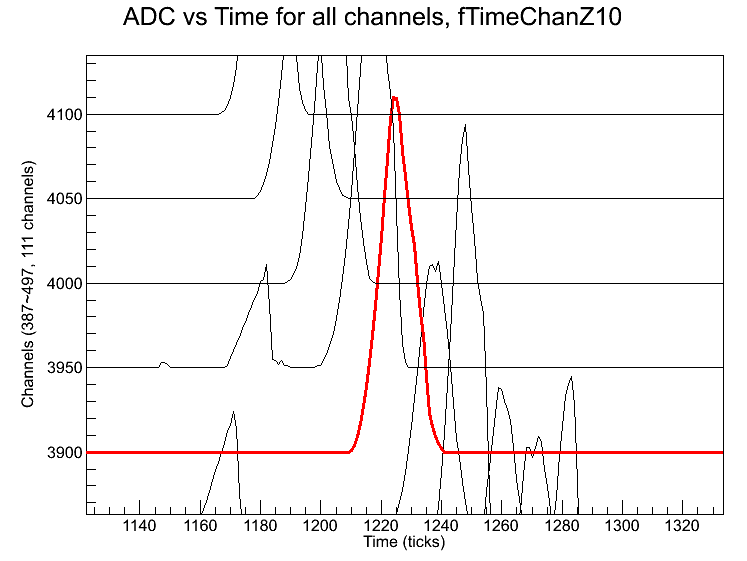 ADC vs Time for all channels, fTimeChanZ10
Channels (387~497, 111 channels)
4100
4050
4000
3950
3900
1140 1160 1180 1200 1220 1240 1260 1280 1300 1320
Time (ticks)